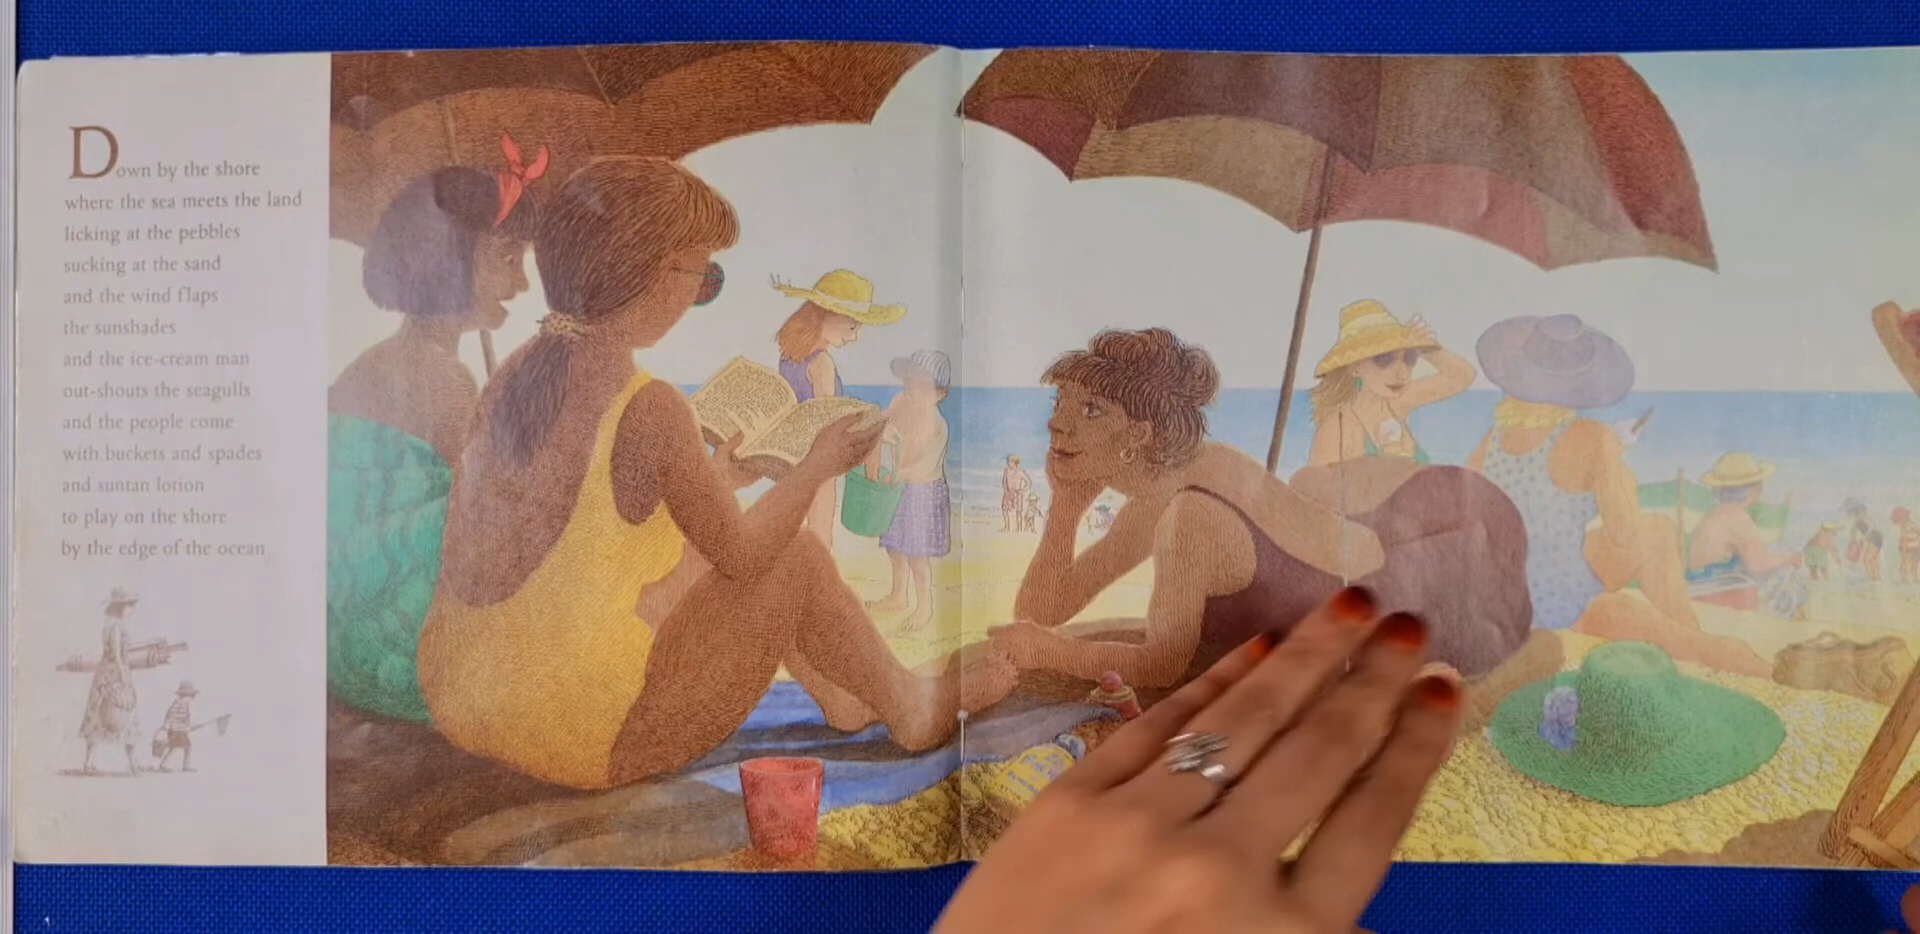 Down by the shore
where the sea meets the land
licking at the pebbles
sucking at the sand
and the wind flaps
the sunshades
and the ice-cream man
out-shouts the seagulls
and the people come
with buckets and spades
and suntan lotion
to play on the shore
by the edge of the ocean